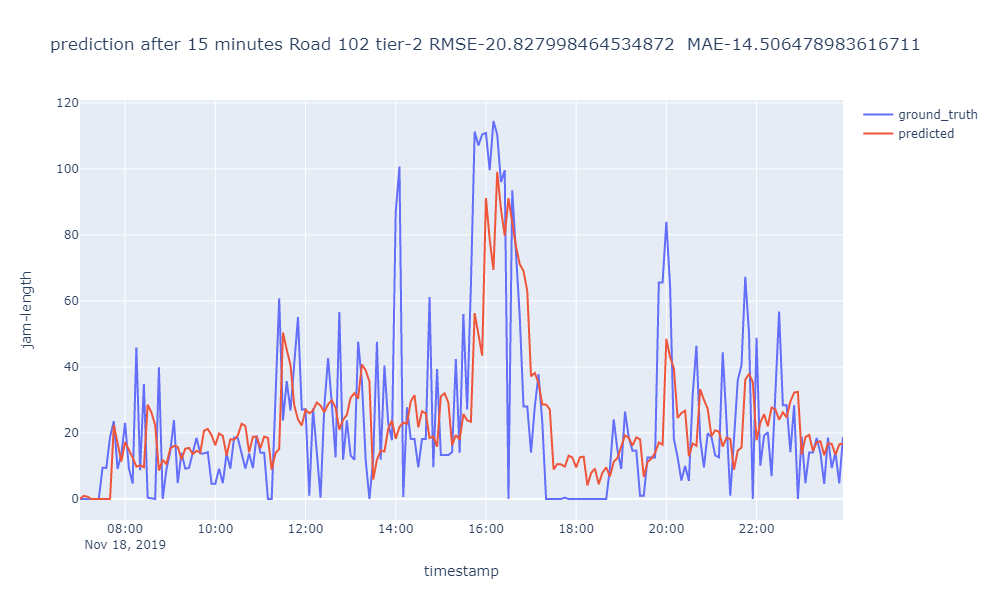 prediction after 15 minutes Road 102 tier-2 RMSE-20.827998464534872 MAE-14.506478983616711
ground_truth
predicted
jam-length
120
100
80
60
40
20
0
08:00 10:00 12:00 14:00 16:00 18:00 20:00 22:00
Nov 18, 2019
timestamp